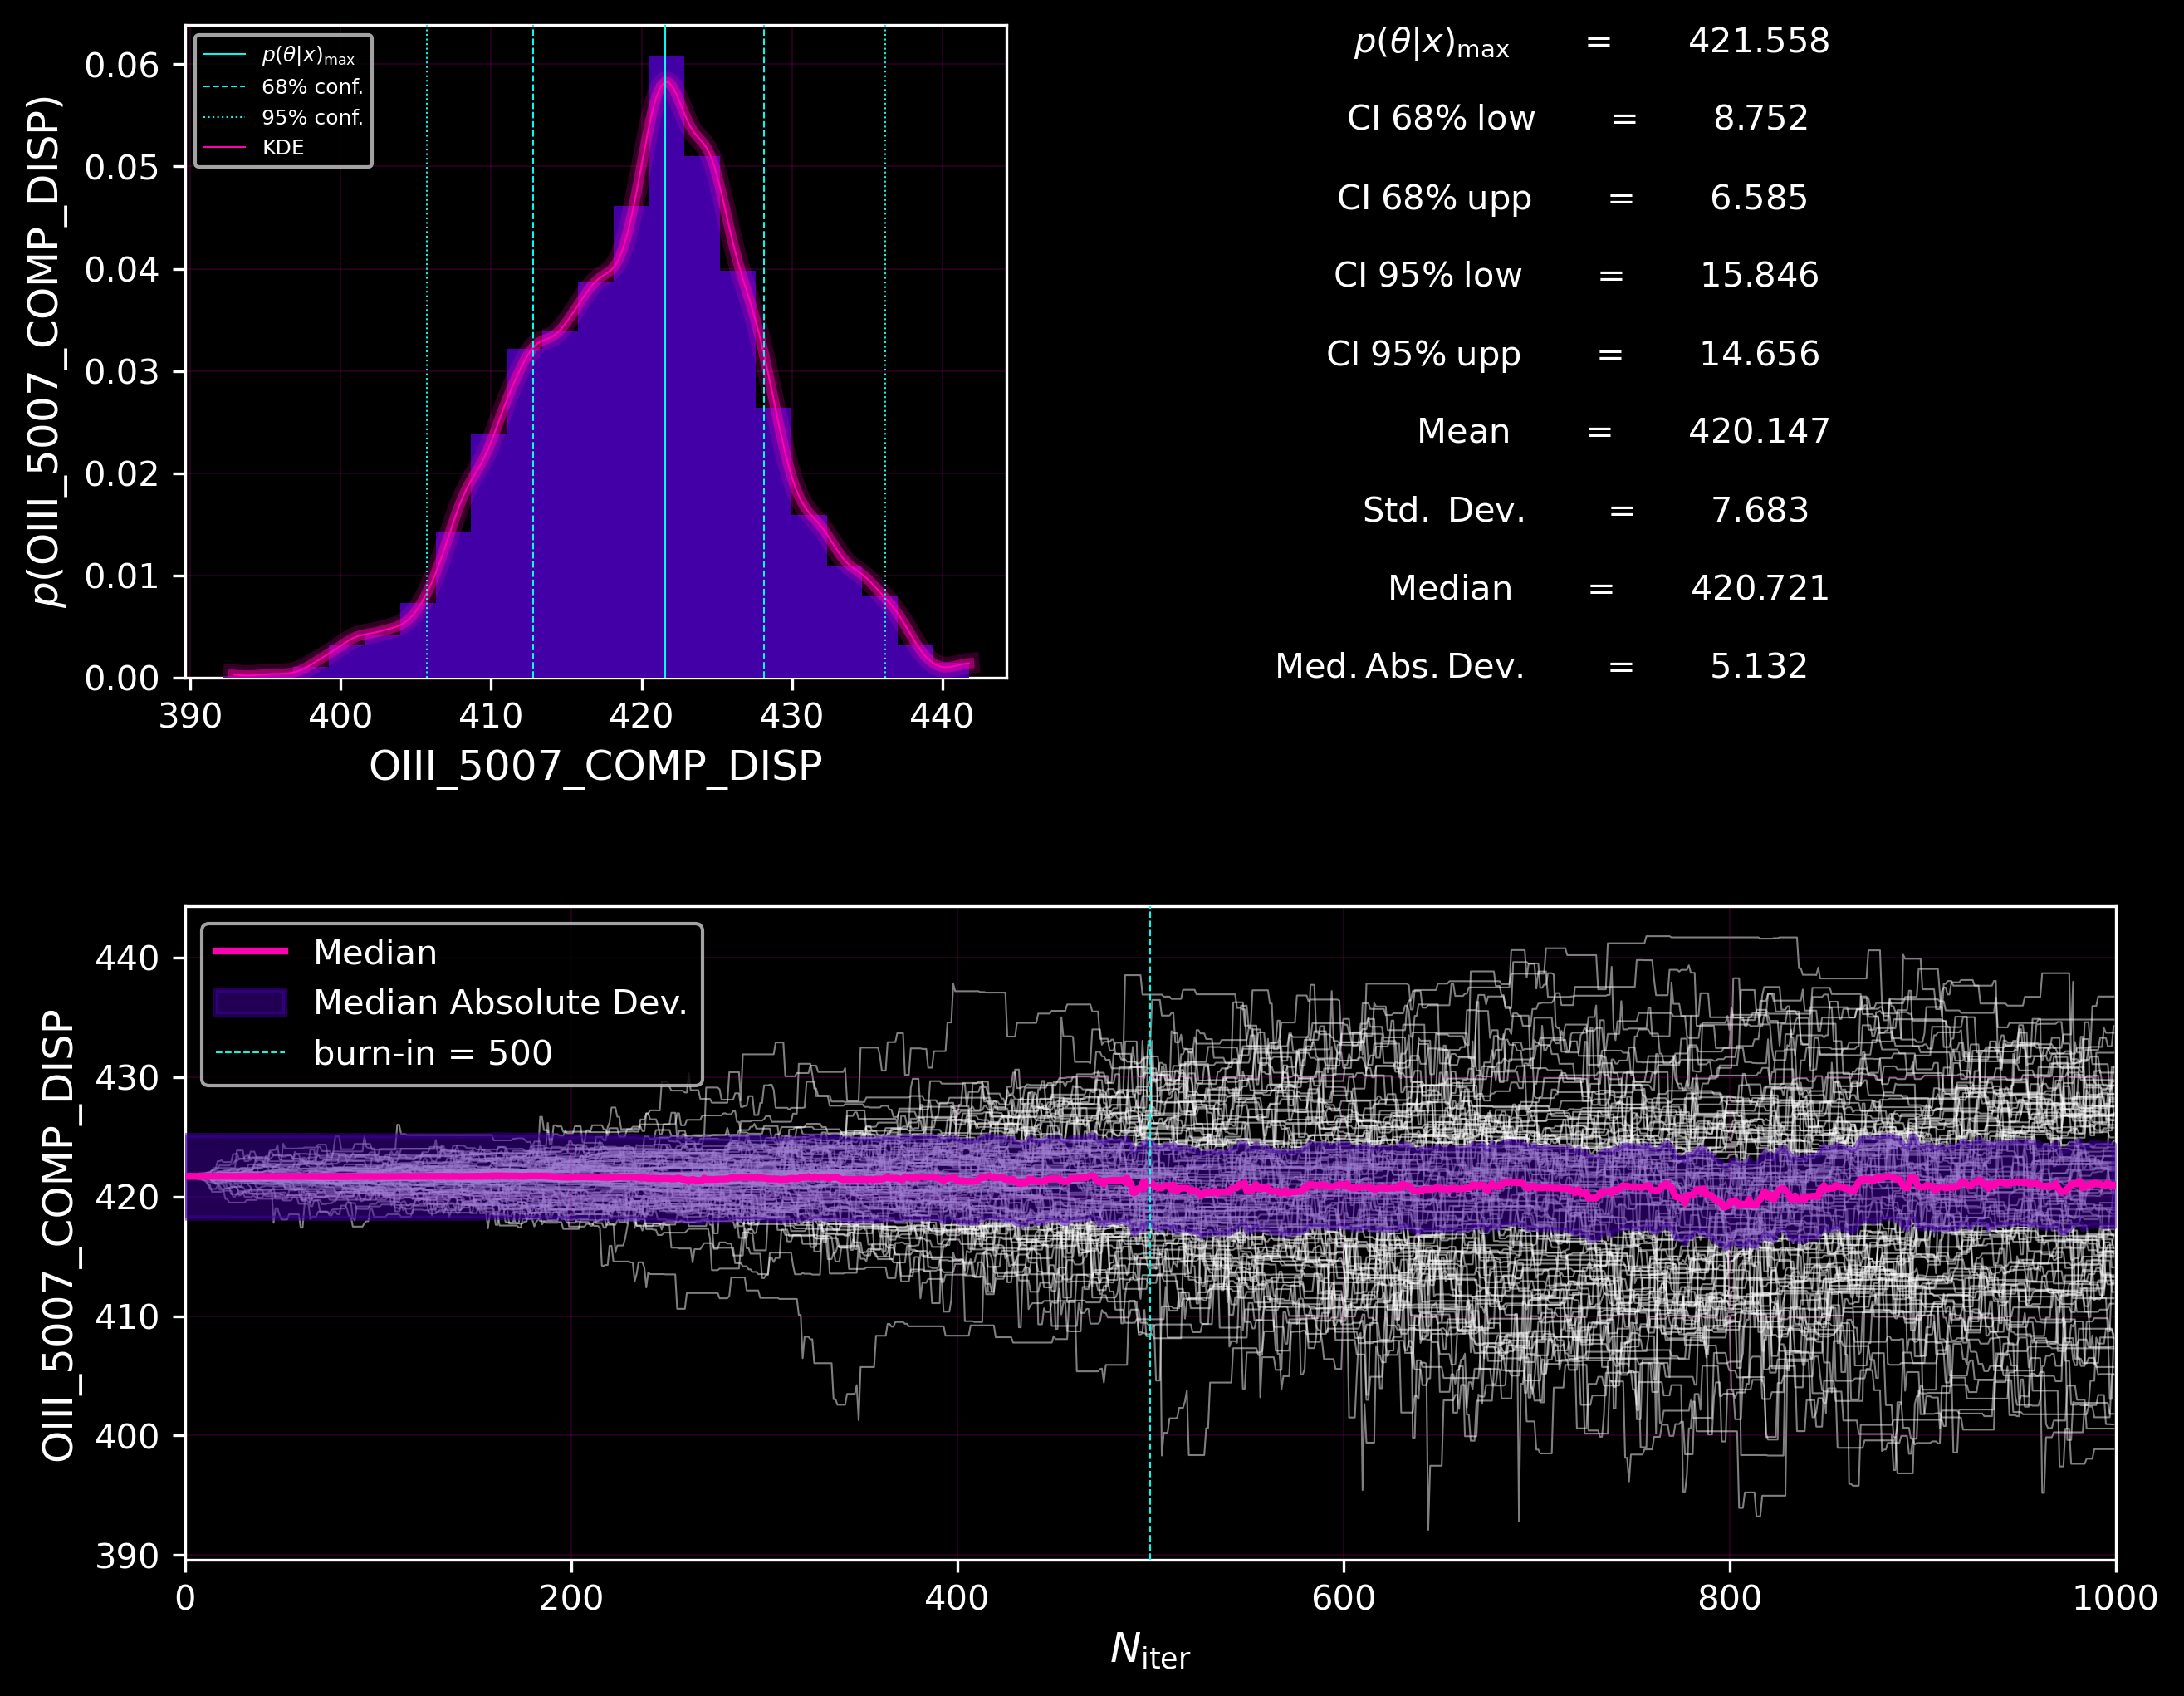 p(θ|x)max
68% conf.
95% conf.
KDE
0.06
0.05
0.04
0.03
0.02
0.01
0.00
p(OIII_5007_COMP_DISP)
390 400 410 420 430 440
OIII_5007_COMP_DISP
p(θ|x)max = 421.558
CI 68% low = 8.752
CI 68% upp = 6.585
CI 95% low = 15.846
CI 95% upp = 14.656
Mean = 420.147
Std. Dev. = 7.683
Median = 420.721
Med. Abs. Dev. = 5.132
Median
Median Absolute Dev.
burn-in = 500
440
430
420
410
400
390
OIII_5007_COMP_DISP
0 200 400 600 800 1000
Niter